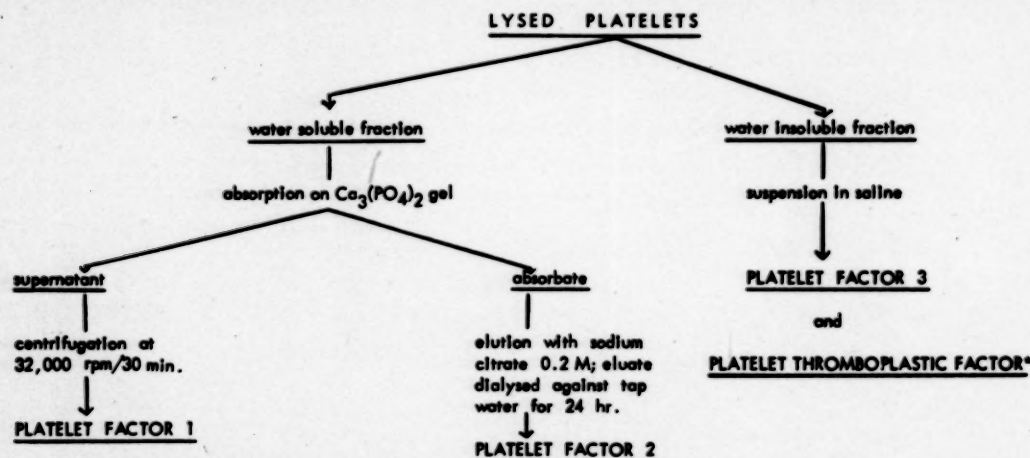 LYSED PLATELETS
water soluble fraction
water insoluble fraction
absorption on Ca3(PO4)2 gel
suspension in saline
supernatant
absorbate
PLATELET FACTOR 3
and
PLATELET THROMBOPLASTIC FACTOR*
centrifugation at
32,000 rpm/30 min.
elution with sodium
citrate 0.2 M; eluate
dialysed against tap
water for 24 hr.
PLATELET FACTOR 1
PLATELET FACTOR 2